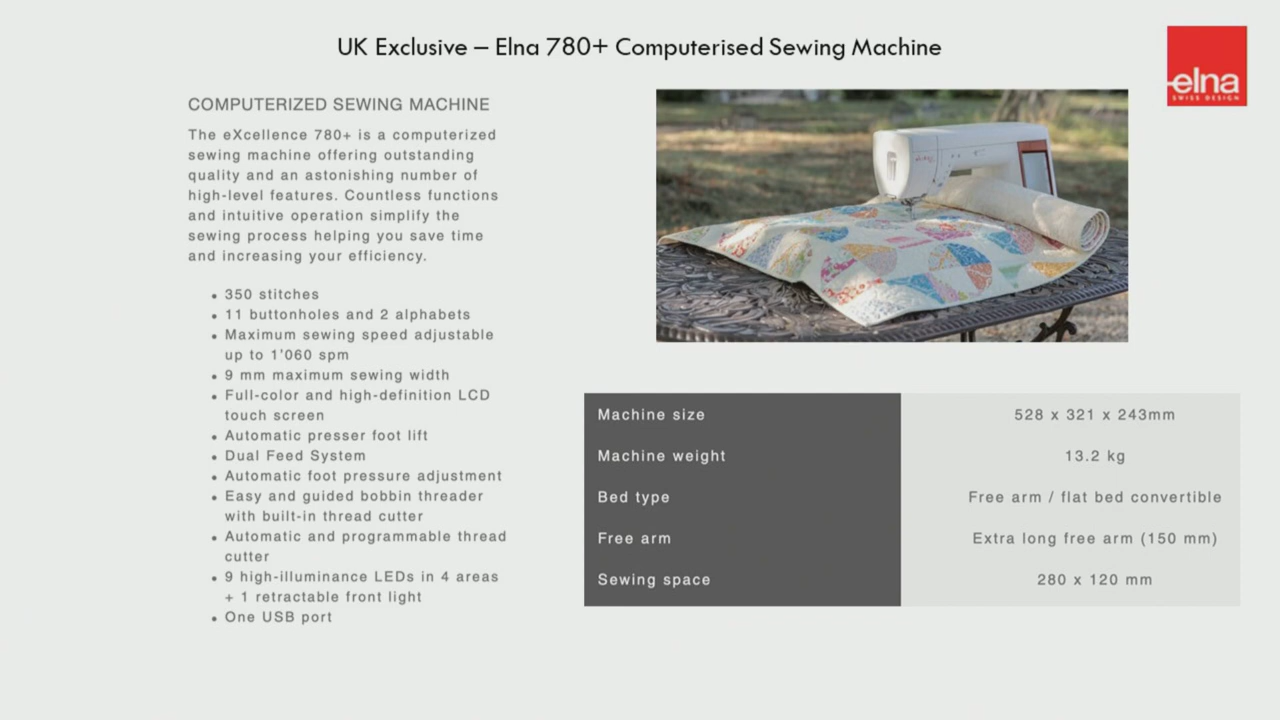 UK Exclusive – Elna 780+ Computerised Sewing Machine
elna
SWISS DESIGN
COMPUTERIZED SEWING MACHINE
The eXcellence 780+ is a computerized
sewing machine offering outstanding
quality and an astonishing number of
high-level features. Countless functions
and intuitive operation simplify the
sewing process helping you save time
and increasing your efficiency.
• 350 stitches
• 11 buttonholes and 2 alphabets
• Maximum sewing speed adjustable
up to 1'060 spm
• 9 mm maximum sewing width
• Full-color and high-definition LCD
touch screen
• Automatic presser foot lift
• Dual Feed System
• Automatic foot pressure adjustment
• Easy and guided bobbin threader
with built-in thread cutter
• Automatic and programmable thread
cutter
• 9 high-illuminance LEDs in 4 areas
+ 1 retractable front light
• One USB port
Machine size 528 x 321 x 243mm
Machine weight 13.2 kg
Bed type Free arm / flat bed convertible
Free arm Extra long free arm (150 mm)
Sewing space 280 x 120 mm